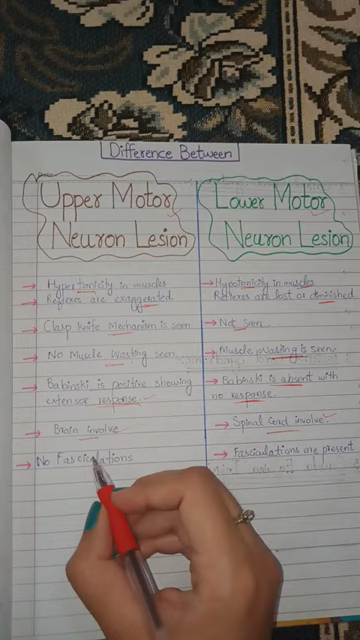 Difference Between
Upper Motor
Neuron Lesion
→ Hypertonicity in muscles
→ Reflexes are exaggerated
→ Clasp knife Mechanism is seen
→ No Muscle Wasting seen
→ Babinski is positive showing
extensor response.
→ Brain involve
→ No Fasciculations
Lower Motor
Neuron Lesion
→ Hypotonicity in muscles
Reflexes are lost or diminished
→ Not seen
→ Muscle wasting is seen.
→ Babinski is absent with
no response.
→ Spinal cord involve
→ Fasciculations are present